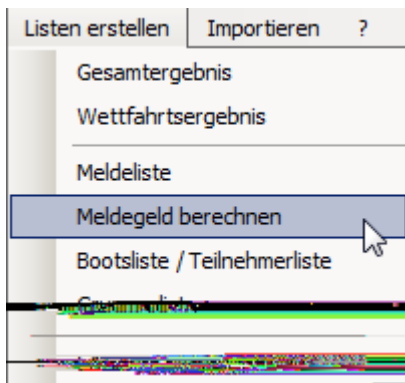 Listen erstellen Importieren ?
Gesamtergebnis
Wettfahrtsergebnis
Meldeliste
Meldegeld berechnen
Bootsliste / Teilnehmerliste